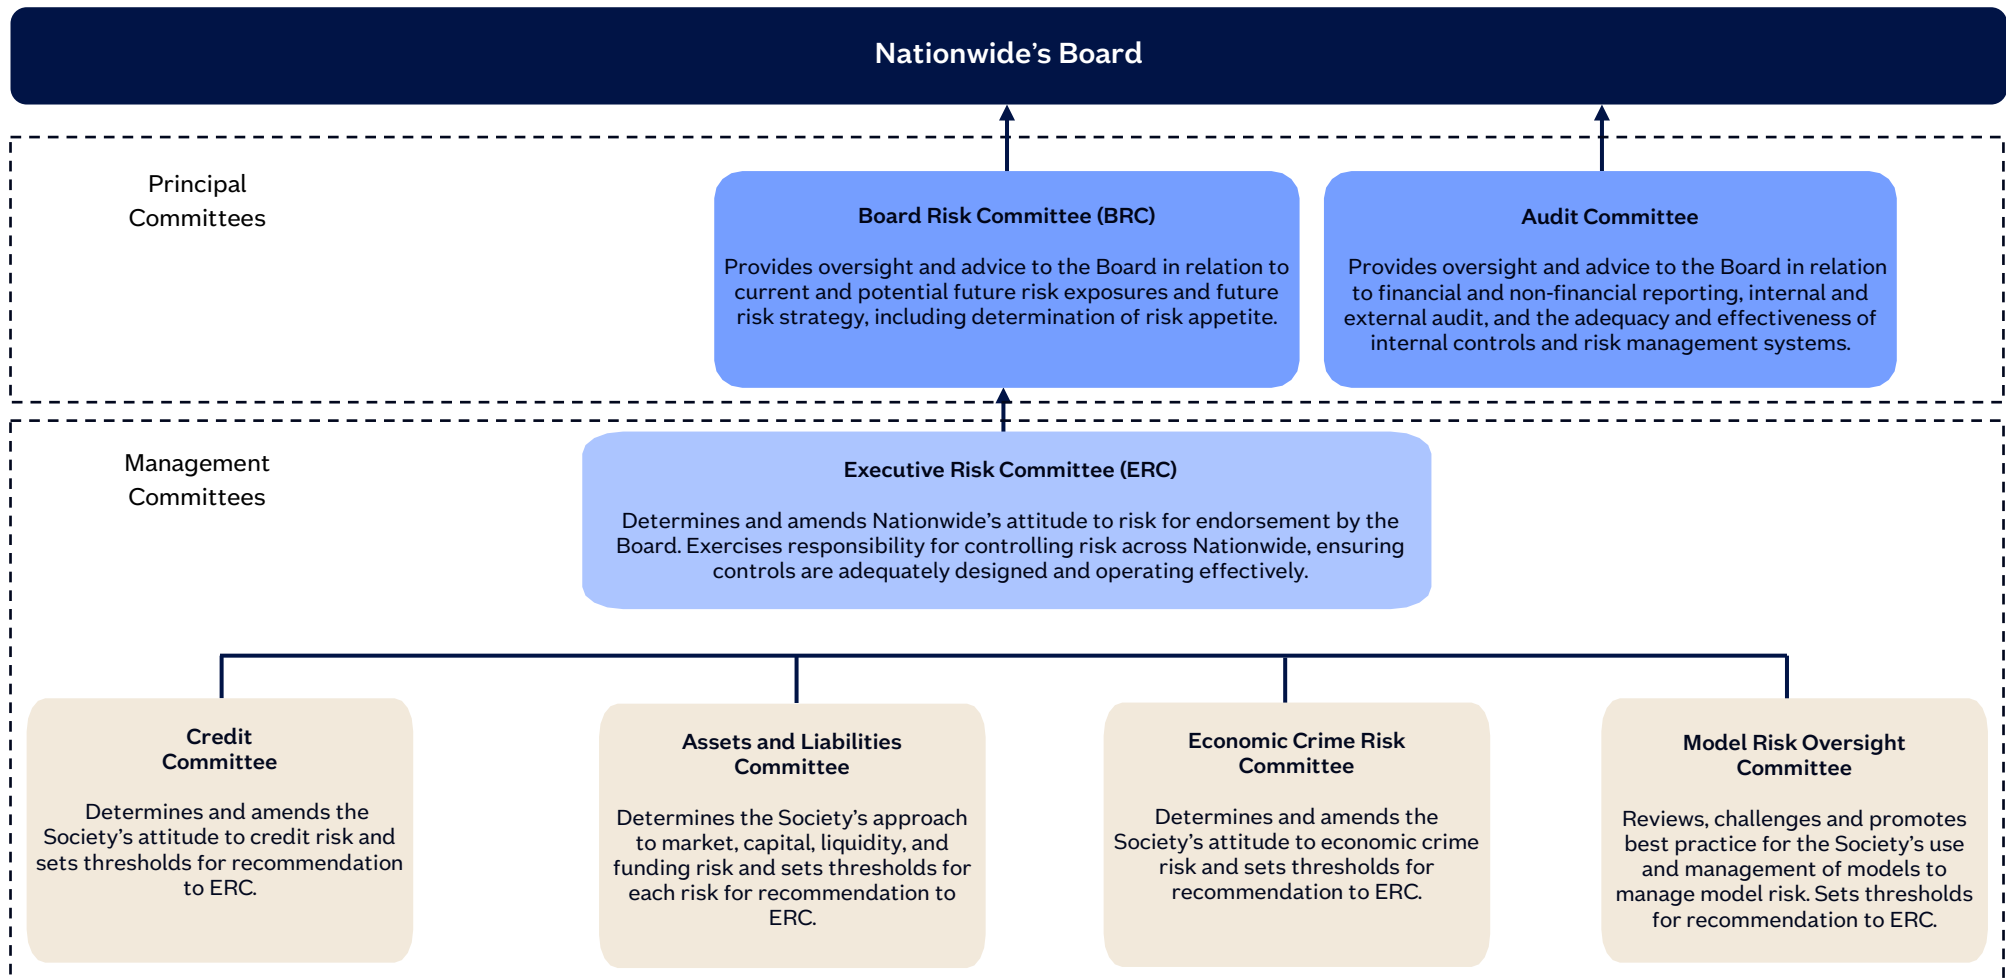 Nationwide’s Board
Principal
Committees
Board Risk Committee (BRC)
Provides oversight and advice to the Board in relation to
current and potential future risk exposures and future
risk strategy, including determination of risk appetite.
Audit Committee
Provides oversight and advice to the Board in relation
to financial and non-financial reporting, internal and
external audit, and the adequacy and effectiveness of
internal controls and risk management systems.
Management
Committees
Executive Risk Committee (ERC)
Determines and amends Nationwide’s attitude to risk for endorsement by the
Board. Exercises responsibility for controlling risk across Nationwide, ensuring
controls are adequately designed and operating effectively.
Credit
Committee
Determines and amends the
Society’s attitude to credit risk and
sets thresholds for recommendation
to ERC.
Assets and Liabilities
Committee
Determines the Society’s approach
to market, capital, liquidity, and
funding risk and sets thresholds for
each risk for recommendation to
ERC.
Economic Crime Risk
Committee
Determines and amends the
Society’s attitude to economic crime
risk and sets thresholds for
recommendation to ERC.
Model Risk Oversight
Committee
Reviews, challenges and promotes
best practice for the Society’s use
and management of models to
manage model risk. Sets thresholds
for recommendation to ERC.